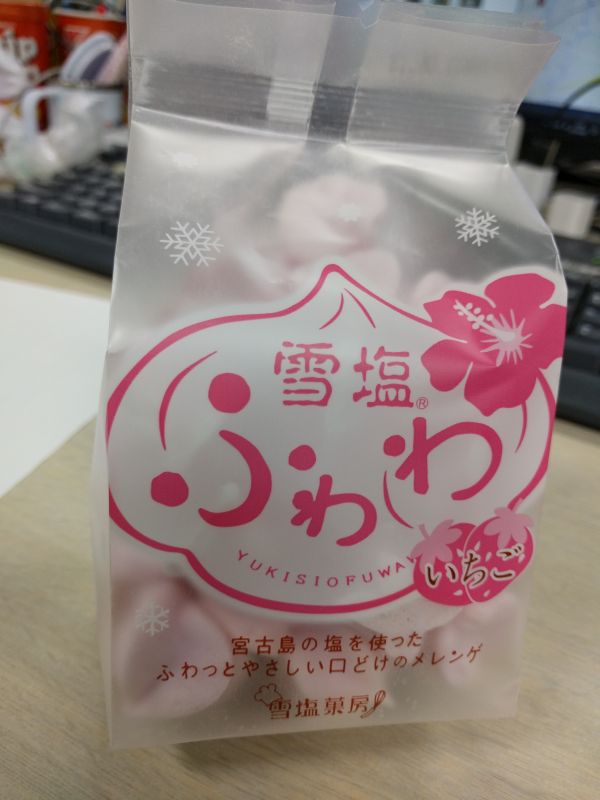 雪塩®
ふわわ
YUKISIOFUWAWA
いちご
宮古島の塩を使った
ふわっとやさしい口どけのメレンゲ
雪塩菓房